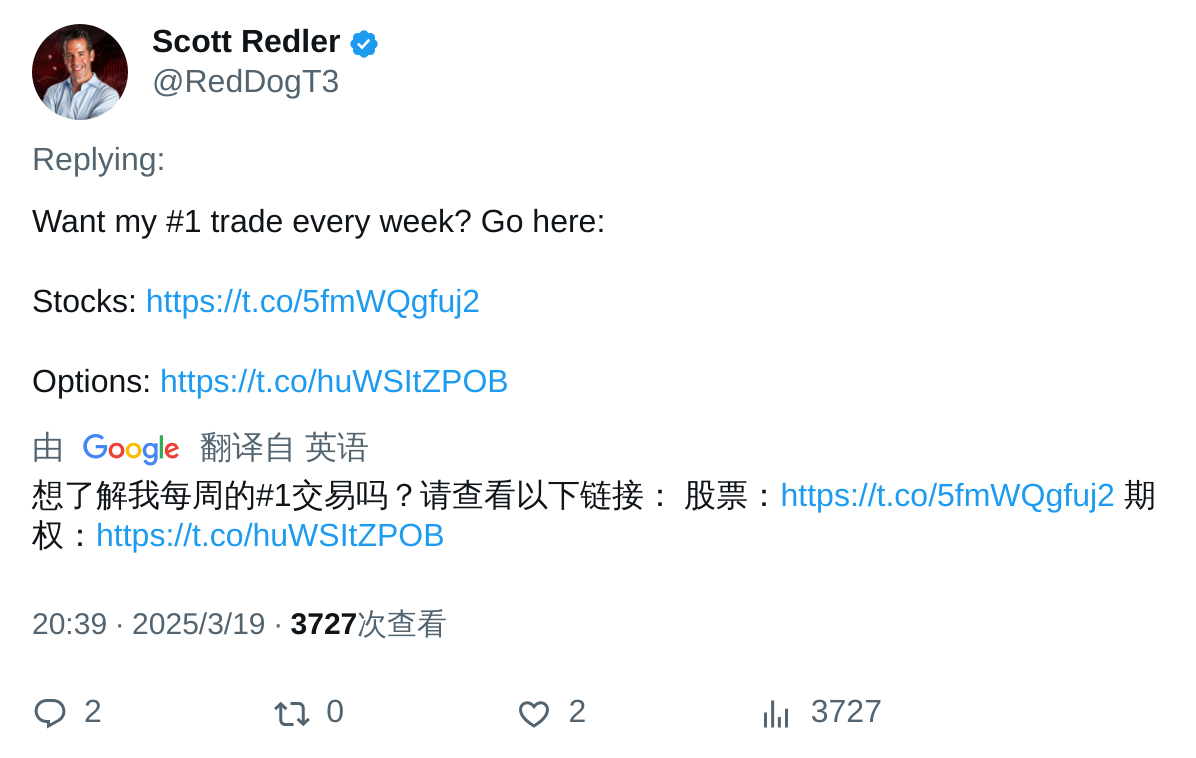 Scott Redler
@RedDogT3
Replying:
Want my #1 trade every week? Go here:
Stocks: https://t.co/5fmWQgfuj2
Options: https://t.co/huWSItZPOB
由 Google 翻译自 英语
想了解我每周的#1交易吗？请查看以下链接： 股票：https://t.co/5fmWQgfuj2 期
权：https://t.co/huWSItZPOB
20:39 · 2025/3/19 · 3727次查看
2 0 2 3727